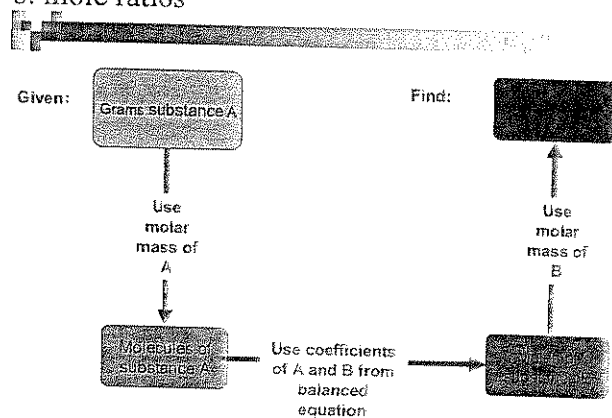 mole ratios
Given:
Grams substance A
Find:
Use
molar
mass of
A
Use
molar
mass of
B
Molecules of
substance A
Use coefficients
of A and B from
balanced
equation